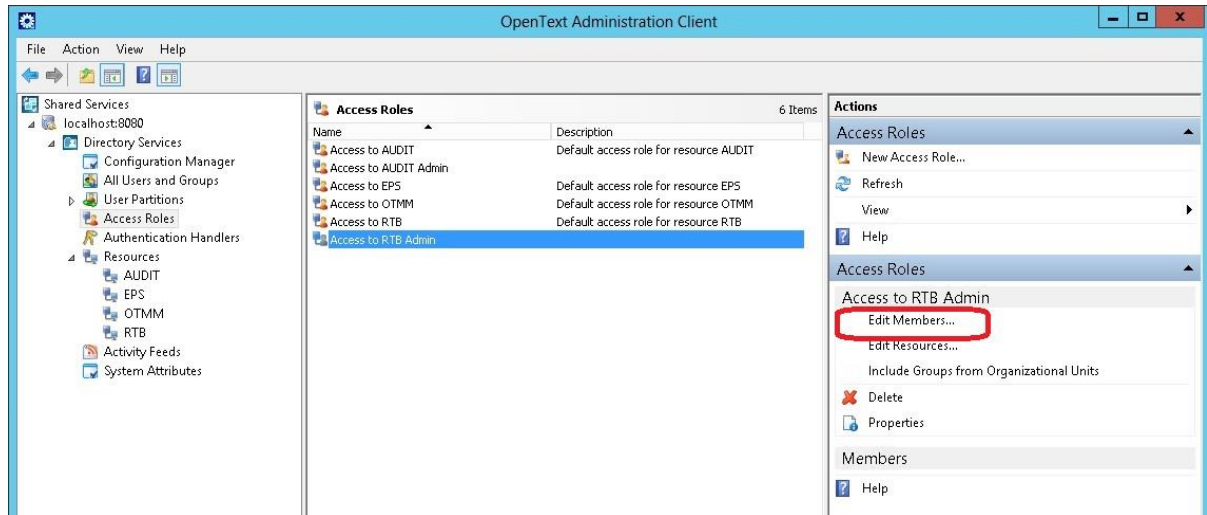 OpenText Administration Client
File Action View Help
Shared Services
localhost:8080
Directory Services
Configuration Manager
All Users and Groups
User Partitions
Access Roles
Authentication Handlers
Resources
AUDIT
EPS
OTMM
RTB
Activity Feeds
System Attributes
Access Roles 6 Items
Name Description
Access to AUDIT Default access role for resource AUDIT
Access to AUDIT Admin
Access to EPS Default access role for resource EPS
Access to OTMM Default access role for resource OTMM
Access to RTB Default access role for resource RTB
Access to RTB Admin
Actions
Access Roles
New Access Role...
Refresh
View
Help
Access Roles
Access to RTB Admin
Edit Members...
Edit Resources...
Include Groups from Organizational Units
Delete
Properties
Members
Help